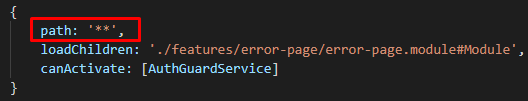 {
path: '**',
loadChildren: './features/error-page/error-page.module#Module',
canActivate: [AuthGuardService]
}